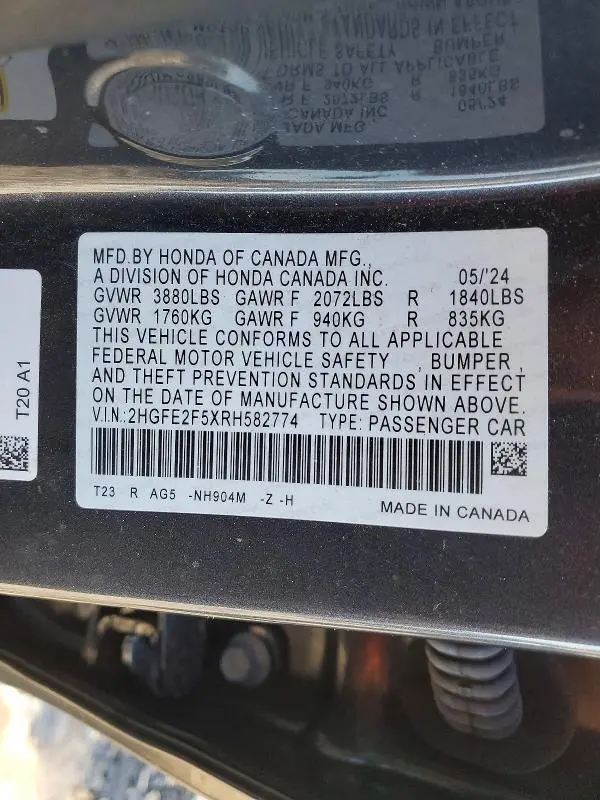 MFD.BY HONDA OF CANADA MFG.,
A DIVISION OF HONDA CANADA INC. 05/'24
GVWR 3880LBS GAWR F 2072LBS R 1840LBS
GVWR 1760KG GAWR F 940KG R 835KG
THIS VEHICLE CONFORMS TO ALL APPLICABLE
FEDERAL MOTOR VEHICLE SAFETY , BUMPER ,
AND THEFT PREVENTION STANDARDS IN EFFECT
ON THE DATE OF MANUFACTURE SHOWN ABOVE.
V.I.N.:2HGFE2F5XRH582774 TYPE: PASSENGER CAR
T23 R AG5 -NH904M -Z -H
MADE IN CANADA
T20 A1